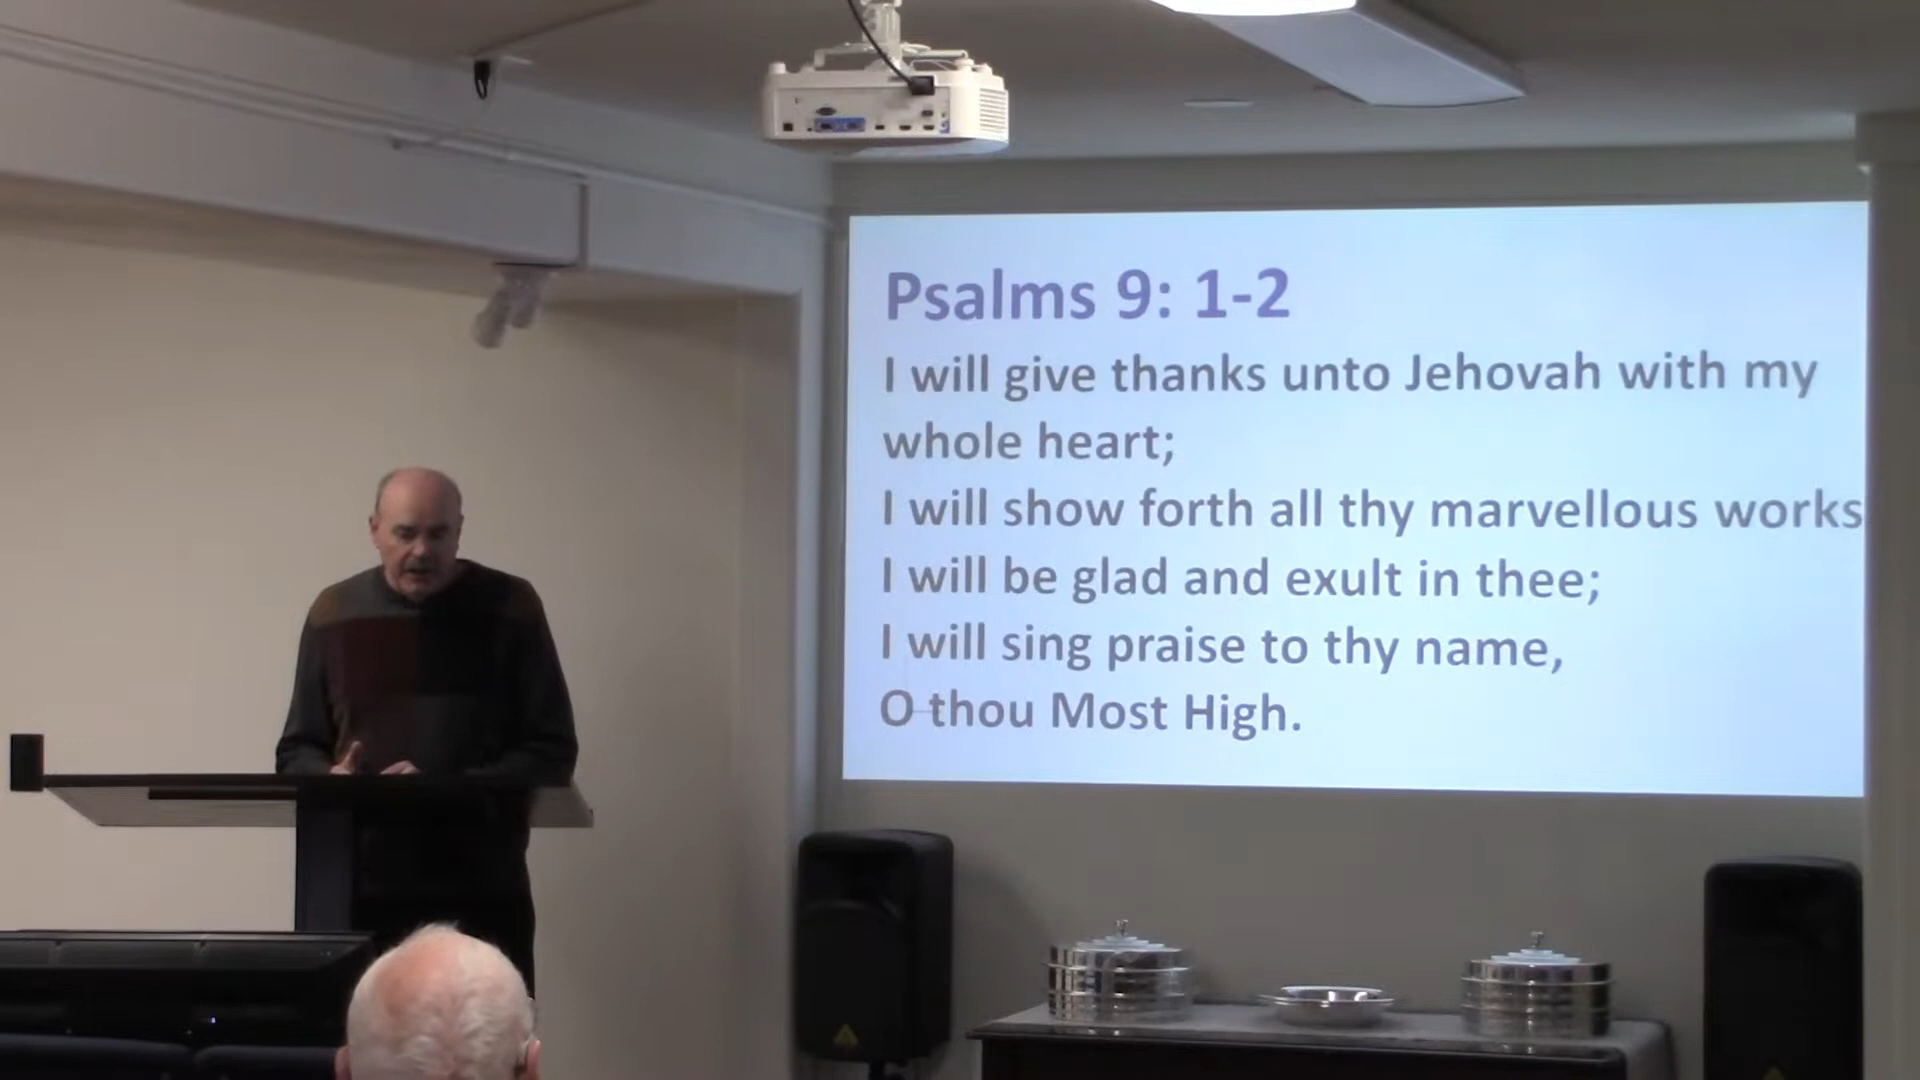 Psalms 9: 1-2
I will give thanks unto Jehovah with my
whole heart;
I will show forth all thy marvellous works
I will be glad and exult in thee;
I will sing praise to thy name,
O thou Most High.